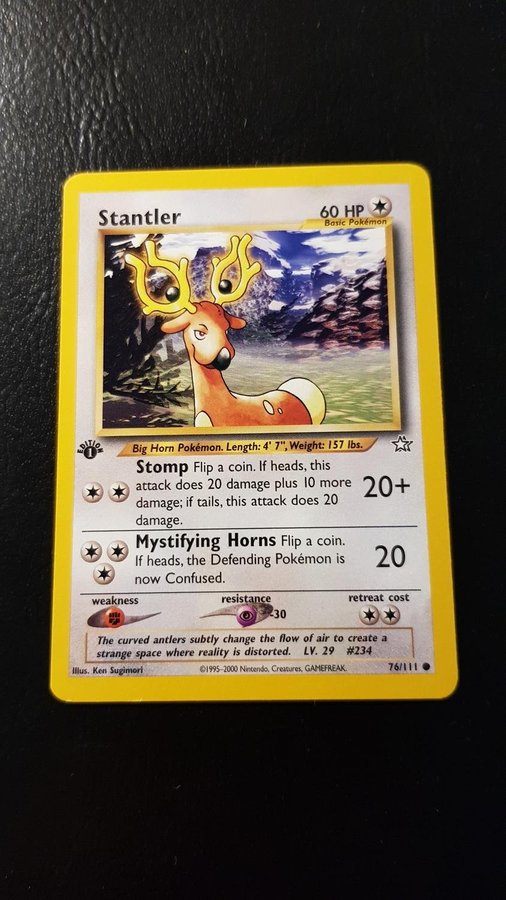 Stantler
60 HP
Basic Pokémon
EDITION
1
Big Horn Pokémon. Length: 4' 7", Weight: 157 lbs.
Stomp Flip a coin. If heads, this
attack does 20 damage plus 10 more
damage; if tails, this attack does 20
damage.
20+
Mystifying Horns Flip a coin.
If heads, the Defending Pokémon is
now Confused.
20
weakness
resistance
-30
retreat cost
The curved antlers subtly change the flow of air to create a
strange space where reality is distorted. LV. 29 #234
Illus. Ken Sugimori
©1995-2000 Nintendo, Creatures, GAMEFREAK.
76/111